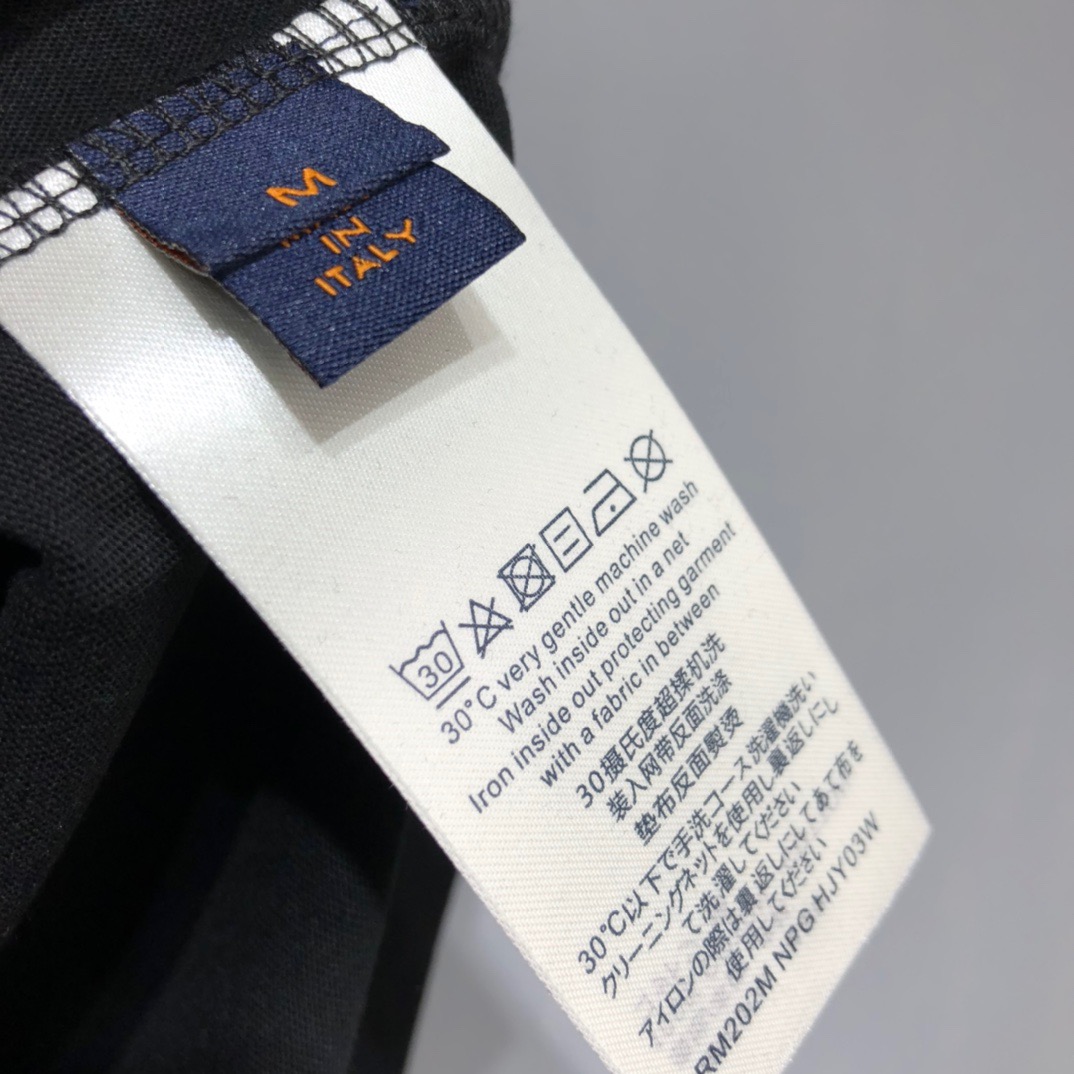 M
IN
ITALY
30
30°C very gentle machine wash
Wash inside out in a net
Iron inside out protecting garment
with a fabric in between
30摄氏度超揉机洗
装入网带反面洗涤
垫布反面熨烫
30℃以下で手洗コース洗濯機洗い
クリーニングネットを使用し裏返しにし
て洗濯してください
アイロンの際は裏返しにしてあて布を
使用してください
RM202M NPG HJY03W